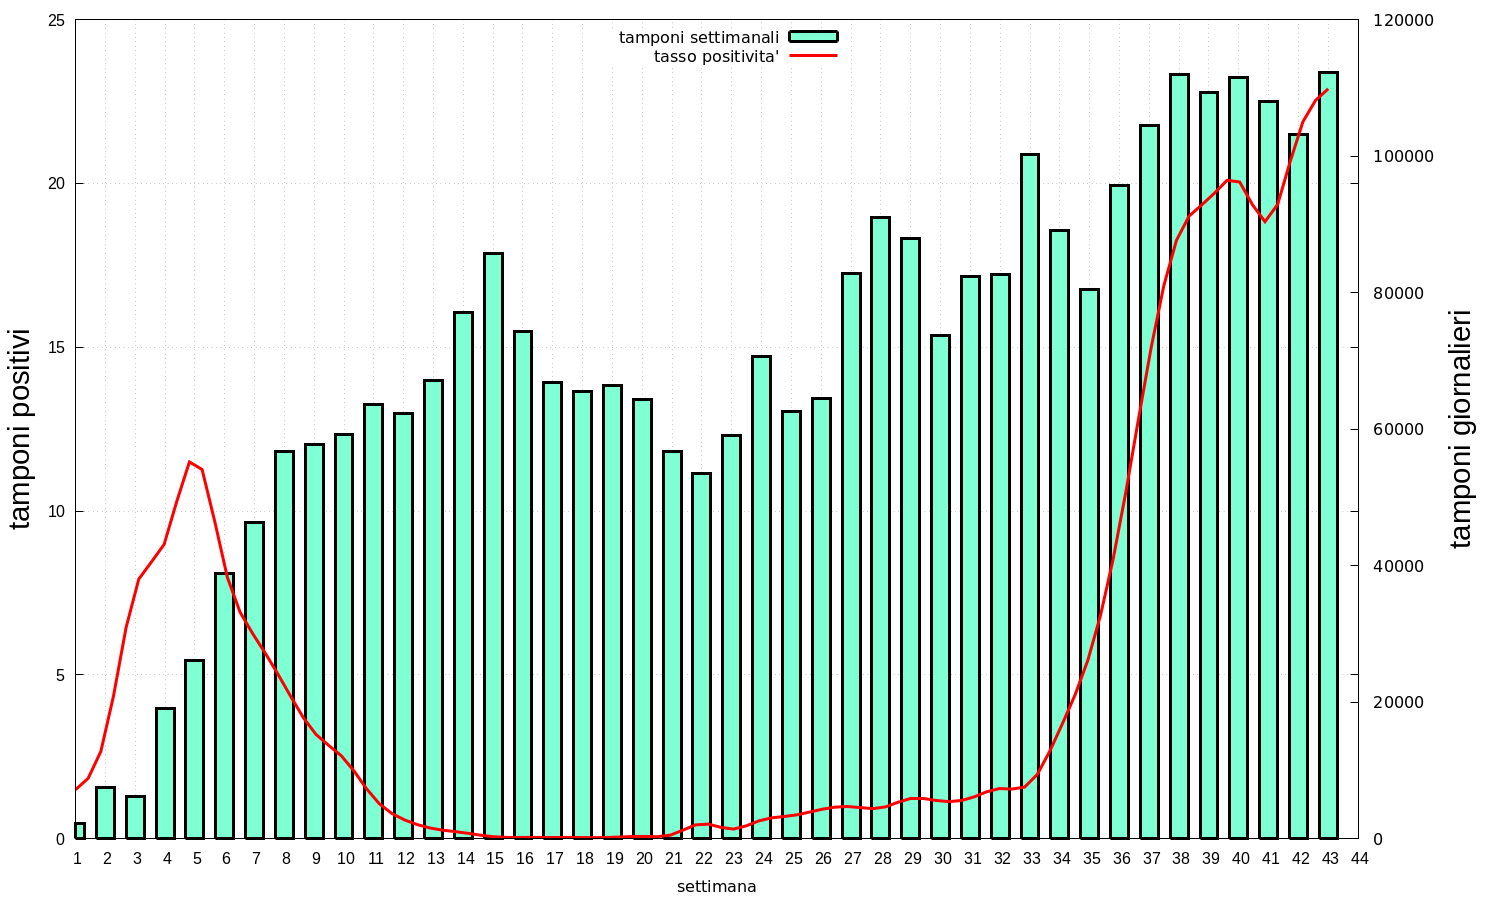 tamponi settimanali
tasso positivita'
25
20
15
10
5
0
120000
100000
80000
60000
40000
20000
0
tamponi positivi
tamponi giornalieri
1 2 3 4 5 6 7 8 9 10 11 12 13 14 15 16 17 18 19 20 21 22 23 24 25 26 27 28 29 30 31 32 33 34 35 36 37 38 39 40 41 42 43 44
settimana